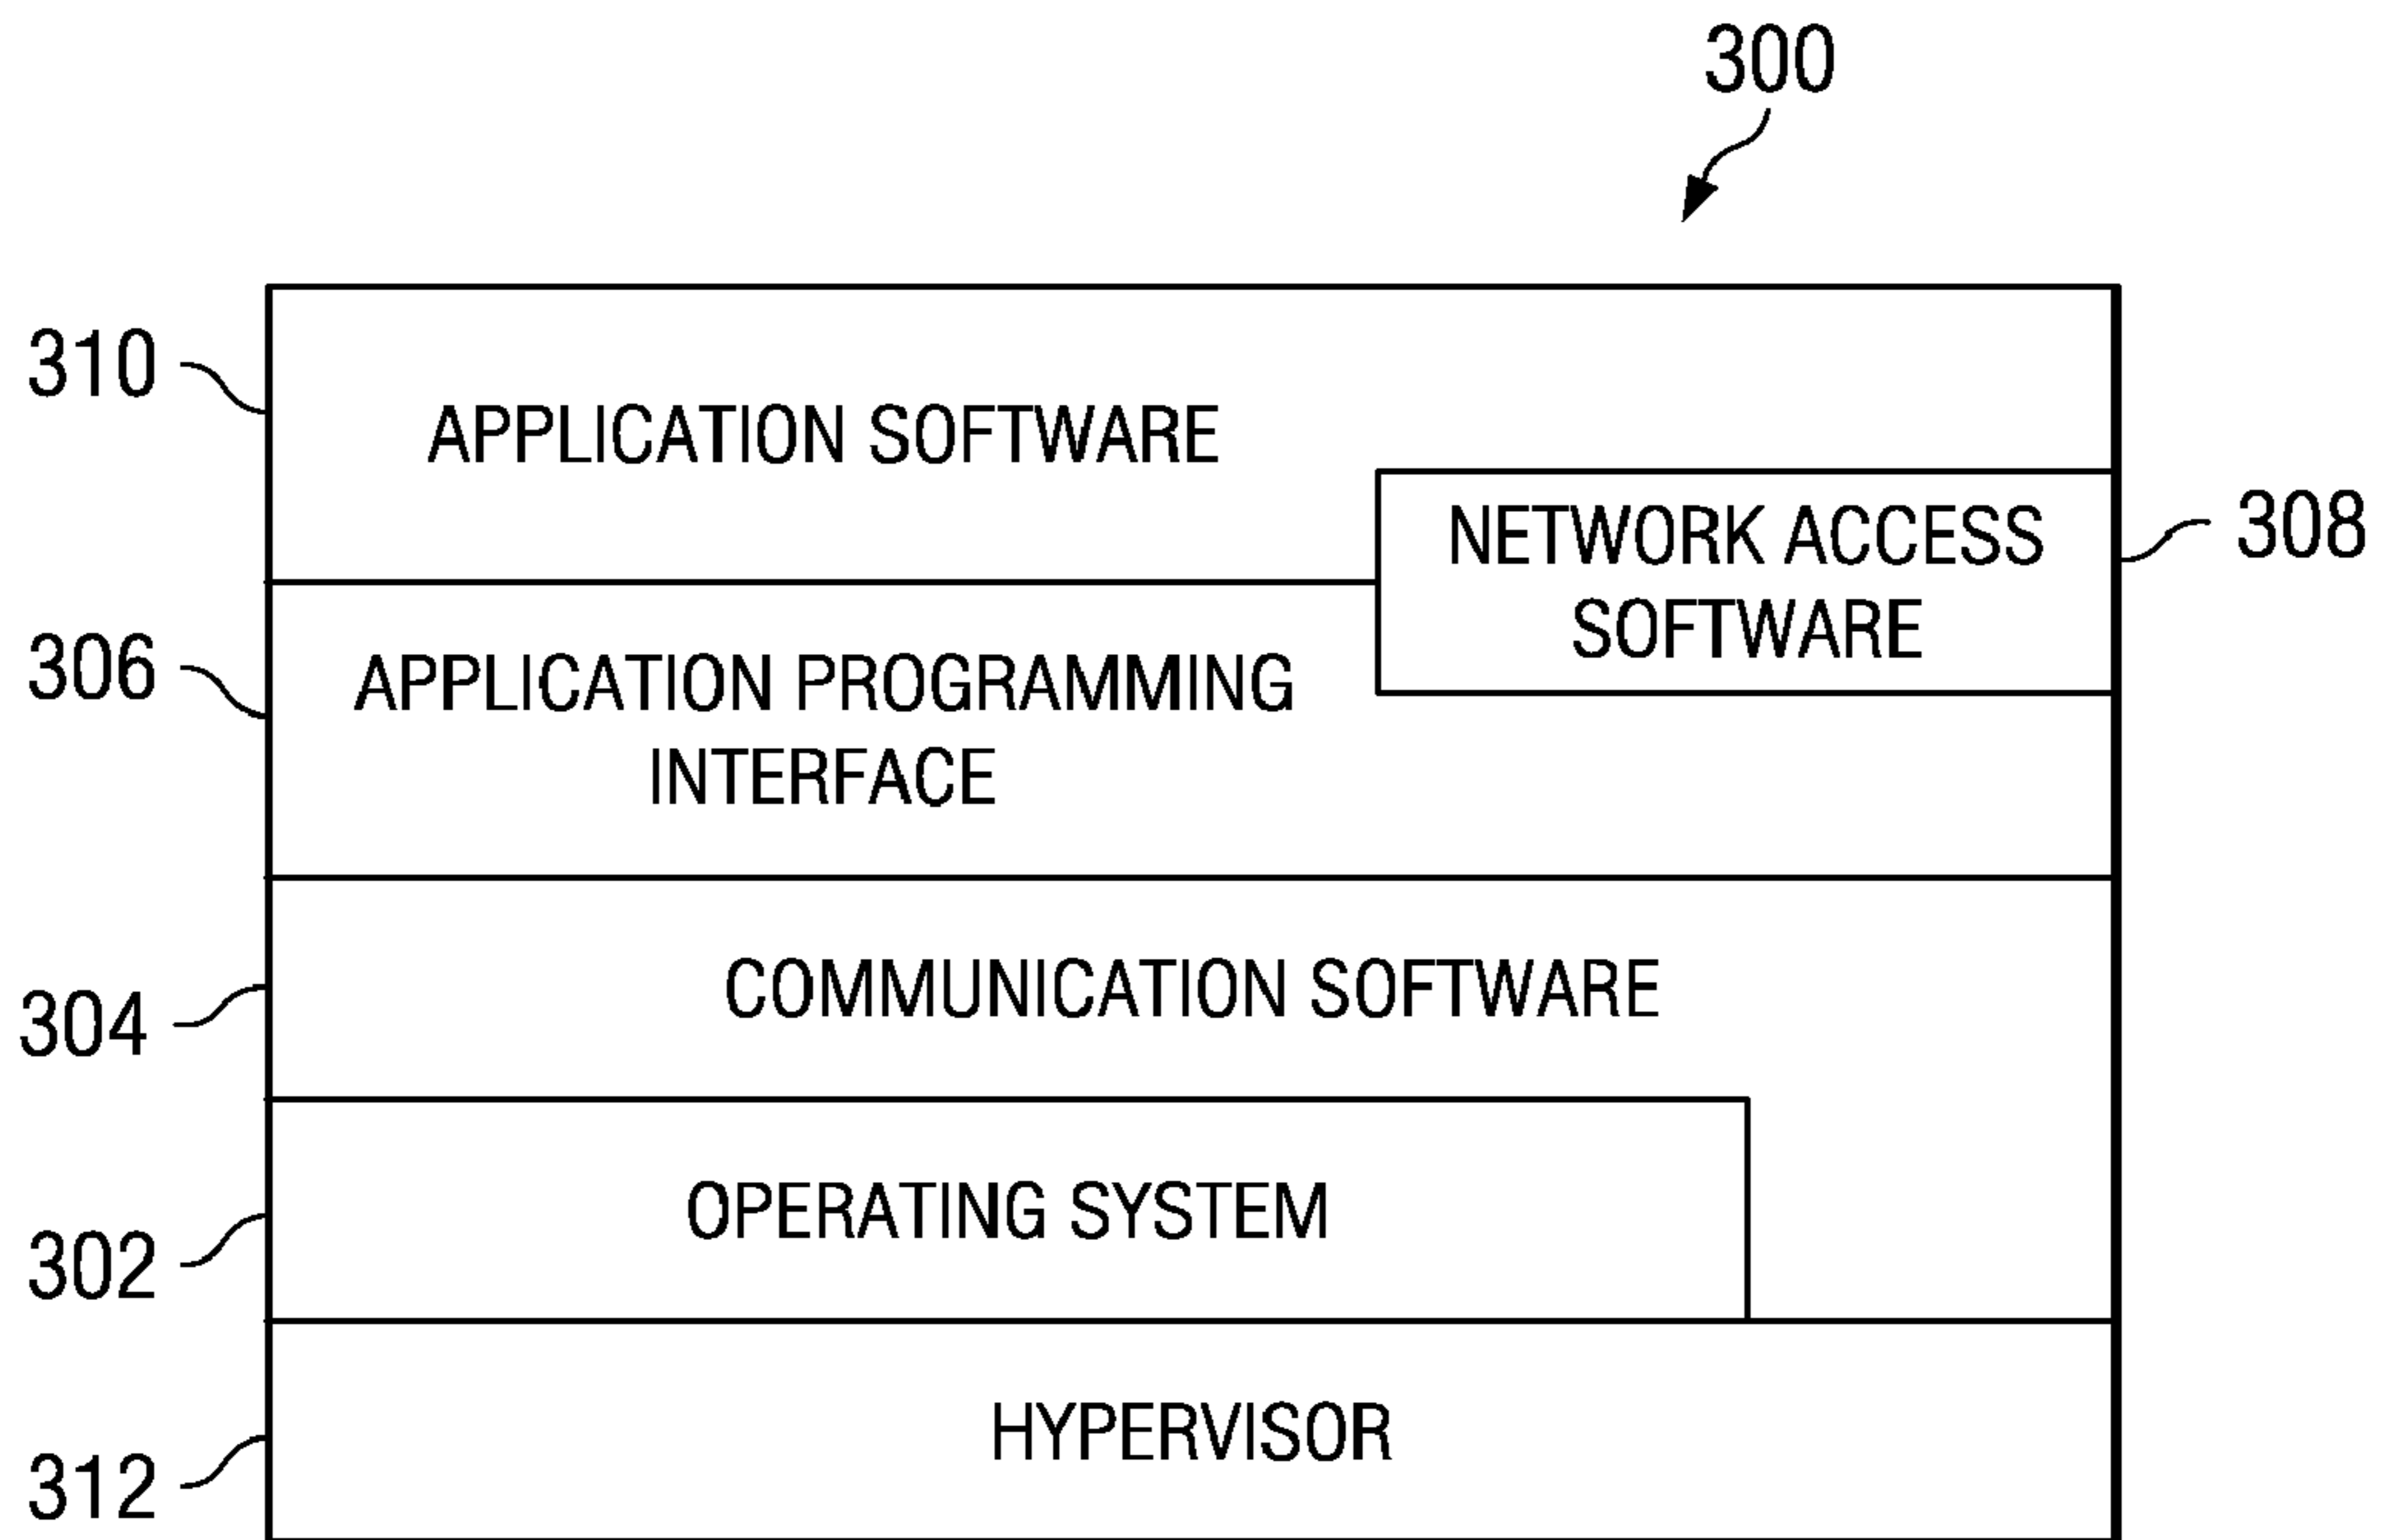 300
310
APPLICATION SOFTWARE
NETWORK ACCESS
SOFTWARE
308
306
APPLICATION PROGRAMMING
INTERFACE
304
COMMUNICATION SOFTWARE
302
OPERATING SYSTEM
312
HYPERVISOR